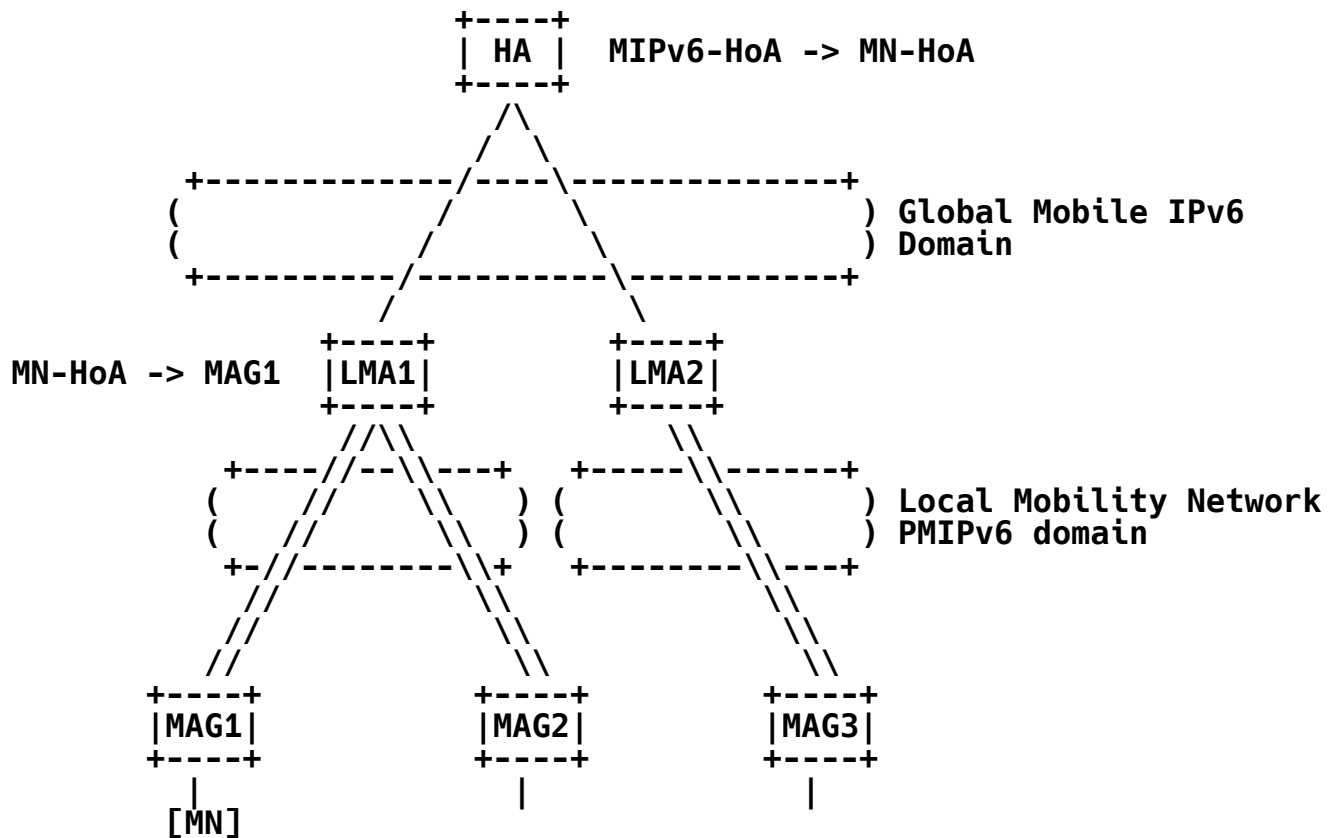 HA MIPv6-HoA -> MN-HoA
Global Mobile IPv6
Domain
MN-HoA -> MAG1 LMA1 LMA2
Local Mobility Network
PMIPv6 domain
MAG1 MAG2 MAG3
[MN]